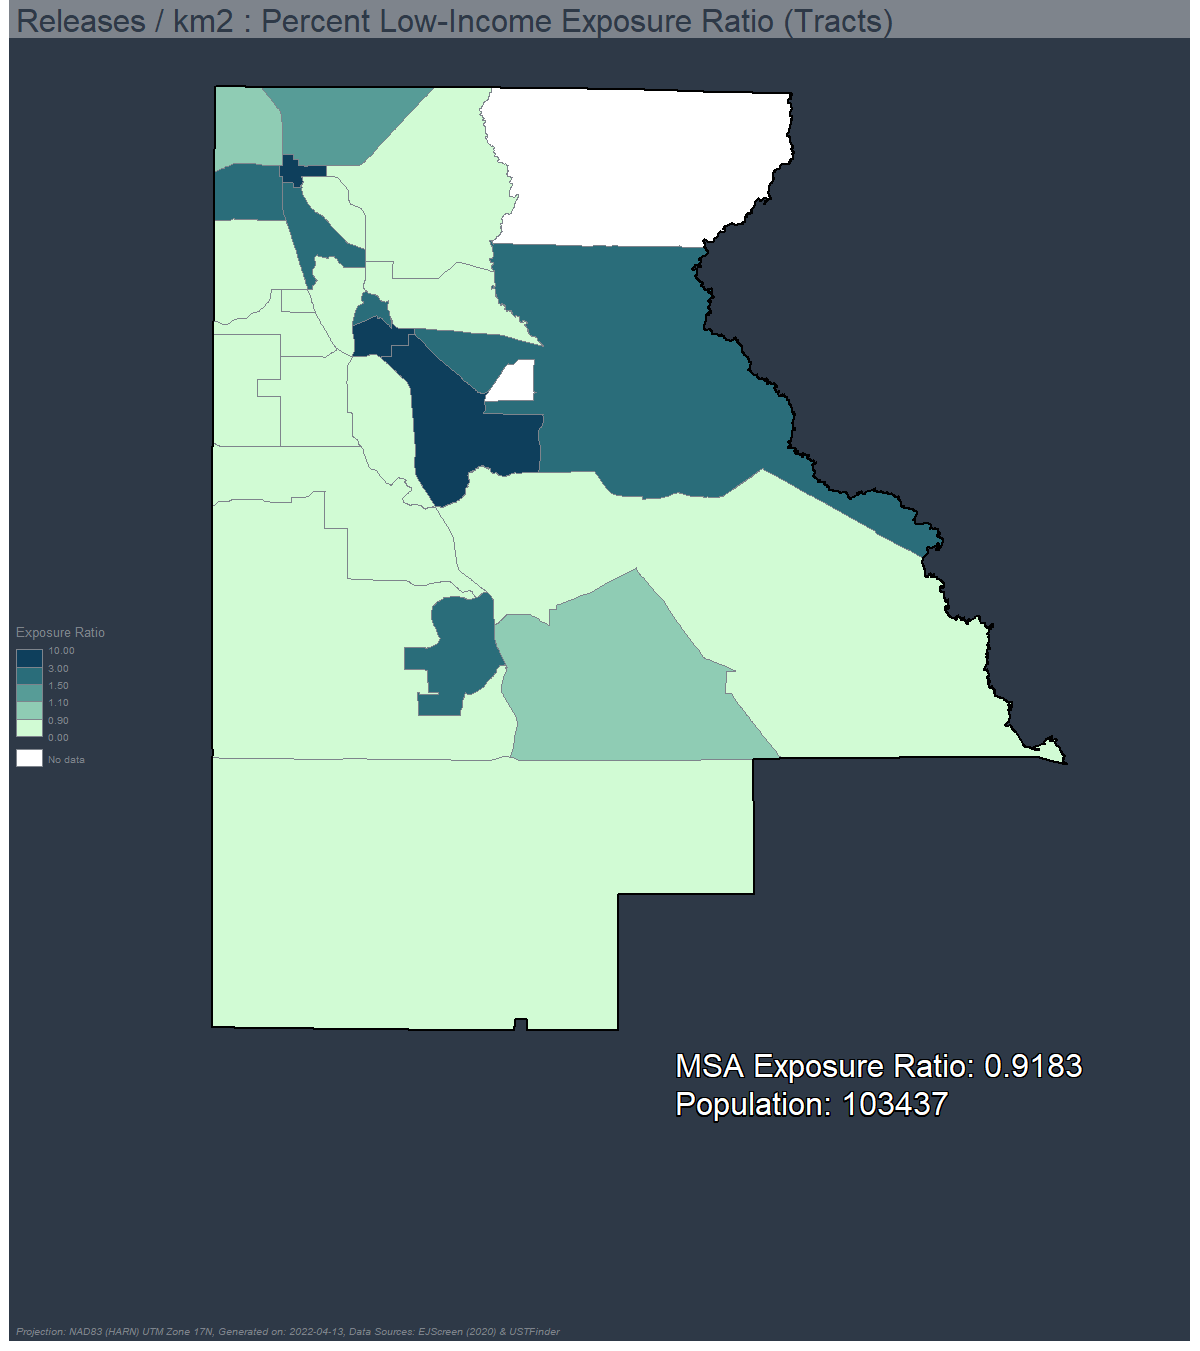 Releases / km2 : Percent Low-Income Exposure Ratio (Tracts)
Exposure Ratio
10.00
3.00
1.50
1.10
0.90
0.00
No data
MSA Exposure Ratio: 0.9183
Population: 103437
Projection: NAD83 (HARN) UTM Zone 17N, Generated on: 2022-04-13, Data Sources: EJScreen (2020) & USTFinder